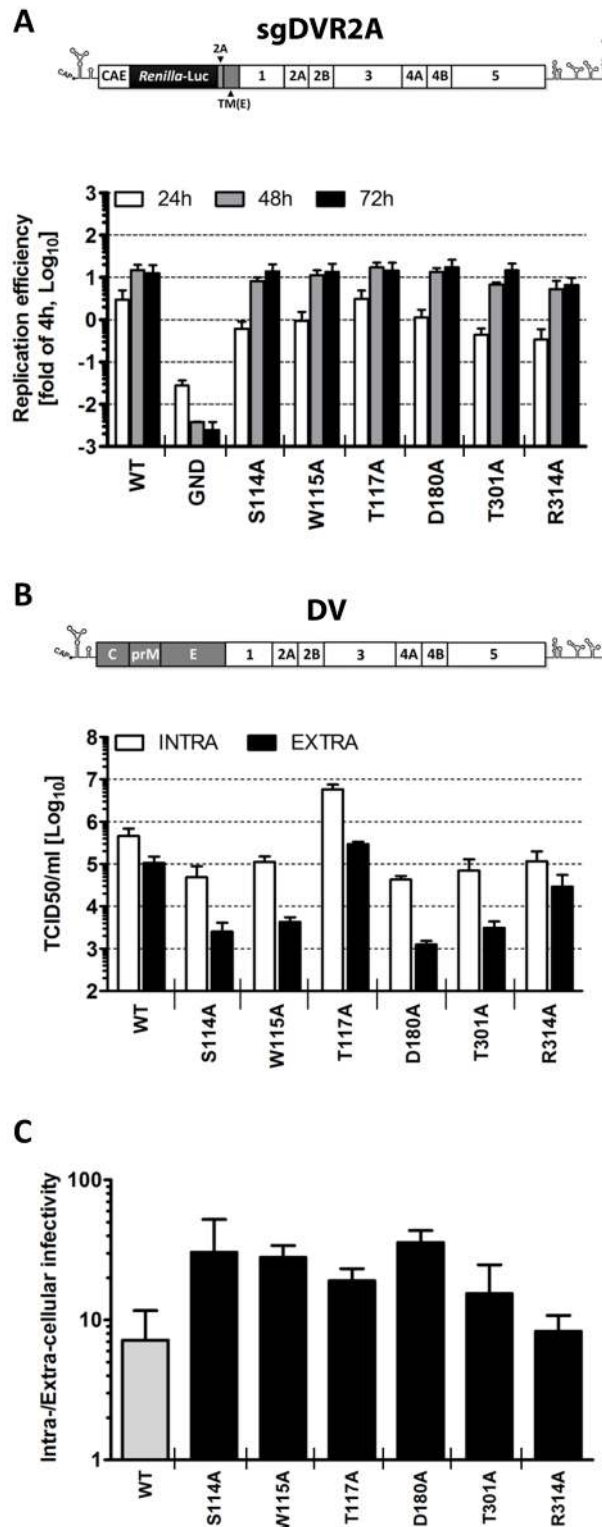 A
sgDVR2A
2A
CAP
CAE Renilla-Luc 1 2A 2B 3 4A 4B 5
TM(E)
24h 48h 72h
Replication efficiency
[fold of 4h, Log10]
3
2
1
0
-1
-2
-3
WT GND S114A W115A T117A D180A T301A R314A
B
DV
CAP
C prM E 1 2A 2B 3 4A 4B 5
INTRA EXTRA
TCID50/ml [Log10]
8
7
6
5
4
3
2
WT S114A W115A T117A D180A T301A R314A
C
Intra-/Extra-cellular infectivity
100
10
1
WT S114A W115A T117A D180A T301A R314A